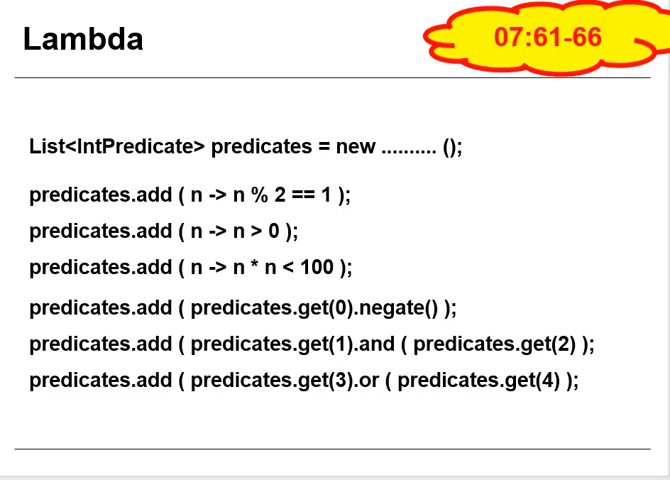 Lambda
07:61-66
List<IntPredicate> predicates = new .......... ();
predicates.add ( n -> n % 2 == 1 );
predicates.add ( n -> n > 0 );
predicates.add ( n -> n * n < 100 );
predicates.add ( predicates.get(0).negate() );
predicates.add ( predicates.get(1).and ( predicates.get(2) );
predicates.add ( predicates.get(3).or ( predicates.get(4) );